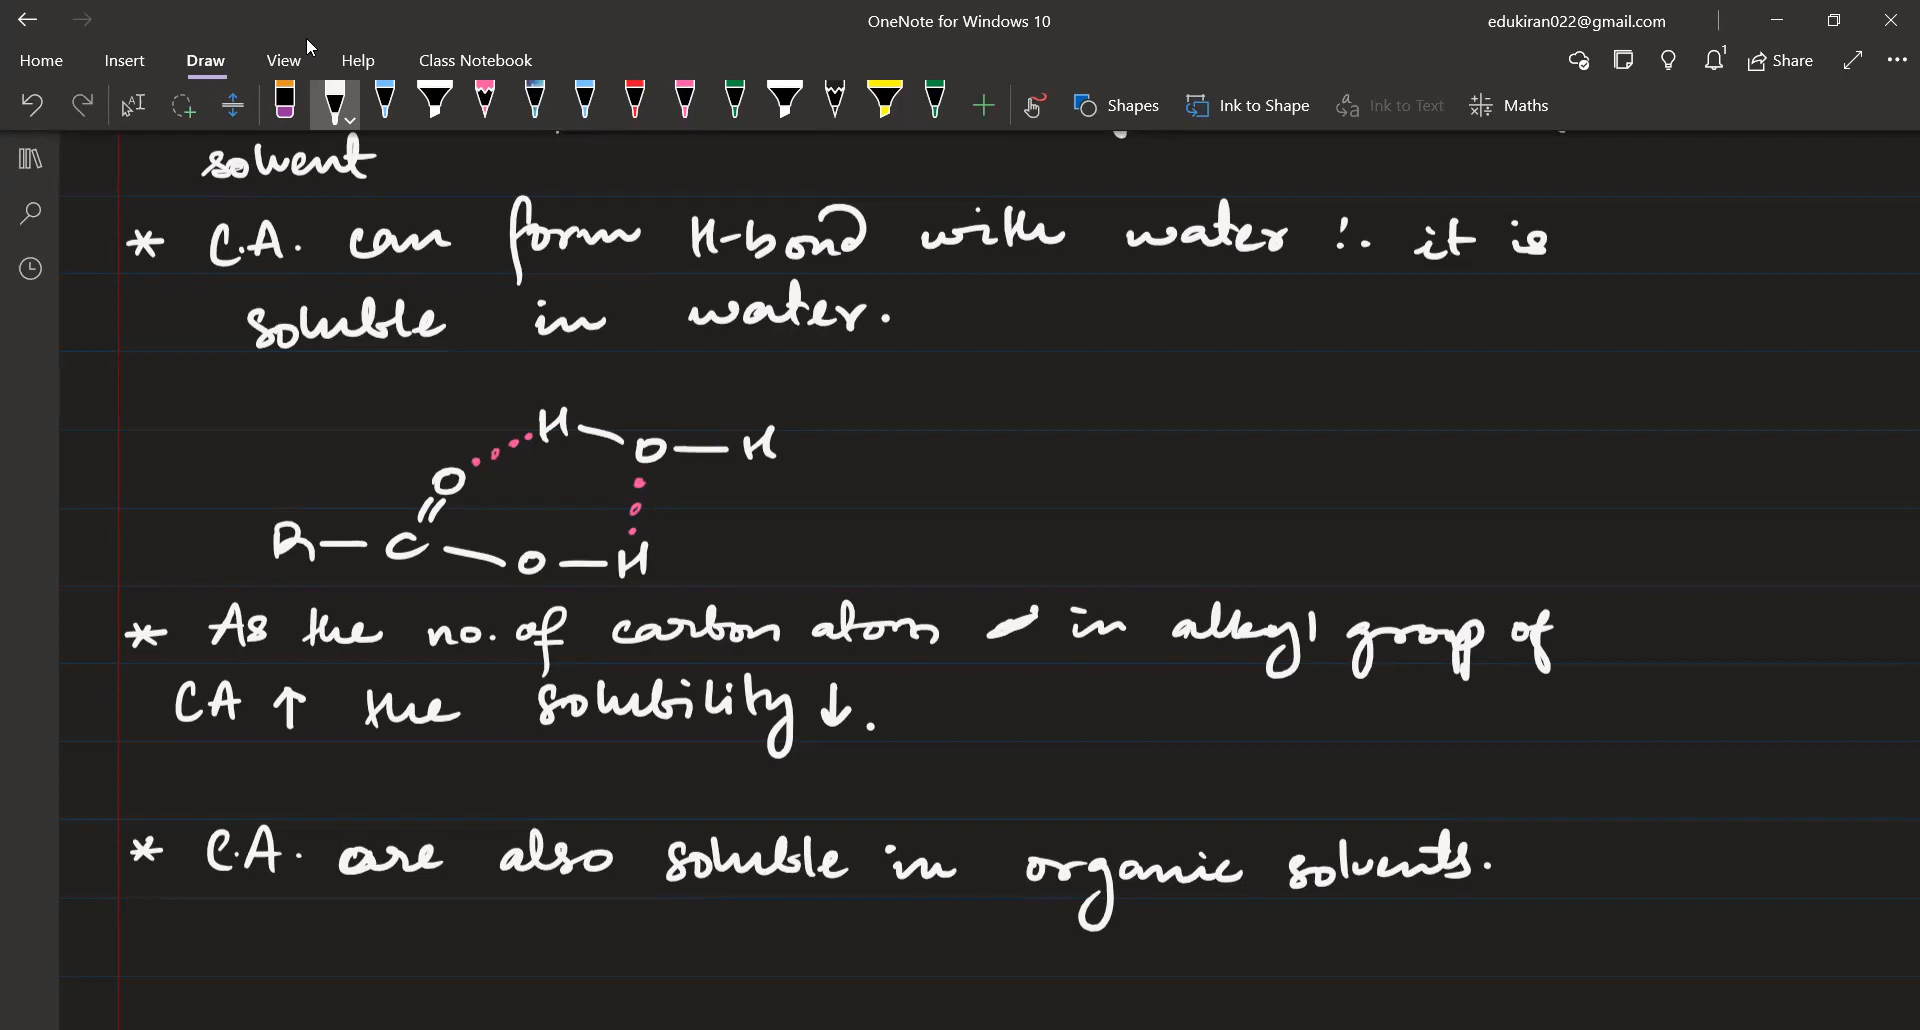 OneNote for Windows 10
edukiran022@gmail.com
Home Insert Draw View Help Class Notebook
1
Share
Shapes Ink to Shape Ink to Text Maths
solvent
* C.A. can form H-bond with water ∵ it is
soluble in water.
H — O — H
O
R — C — O — H
* As the no. of carbon atom in alkyl group of
CA ↑ the solubility ↓.
* C.A. are also soluble in organic solvents.